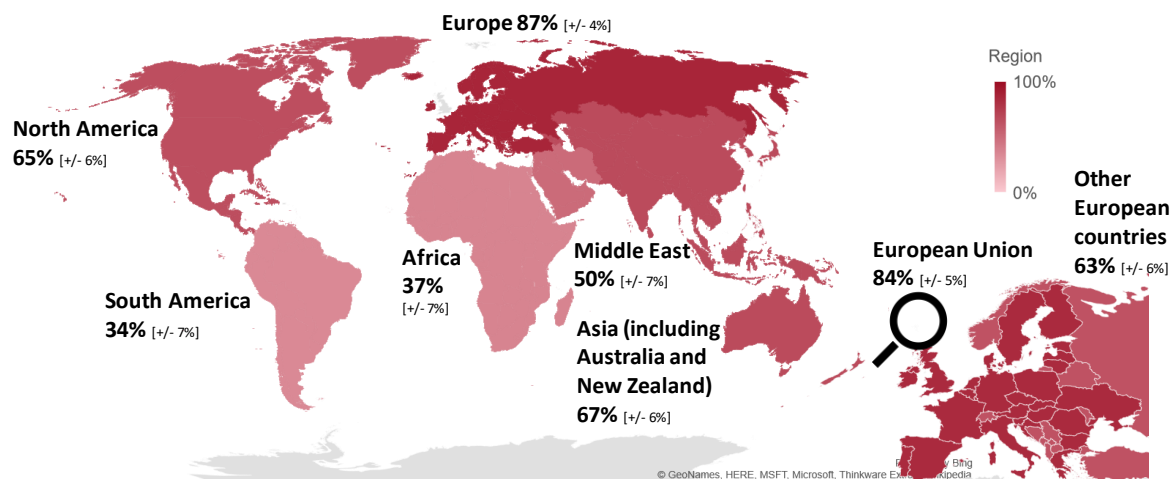 Europe 87% [+/- 4%]
Region
100%
0%
North America
65% [+/- 6%]
Other
European
countries
63% [+/- 6%]
European Union
84% [+/- 5%]
Africa
37%
[+/- 7%]
Middle East
50% [+/- 7%]
South America
34% [+/- 7%]
Asia (including
Australia and
New Zealand)
67% [+/- 6%]
Bing
© GeoNames, HERE, MSFT, Microsoft, Thinkware